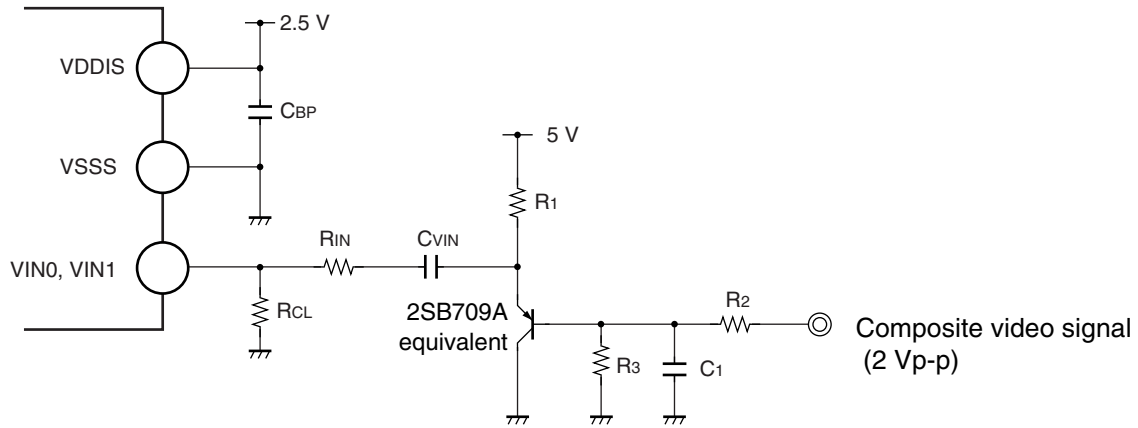 2.5 V
VDDIS
CBP
VSSS
5 V
R1
RIN
CVIN
VIN0, VIN1
RCL
2SB709A
equivalent
R2
R3
C1
Composite video signal
(2 Vp-p)